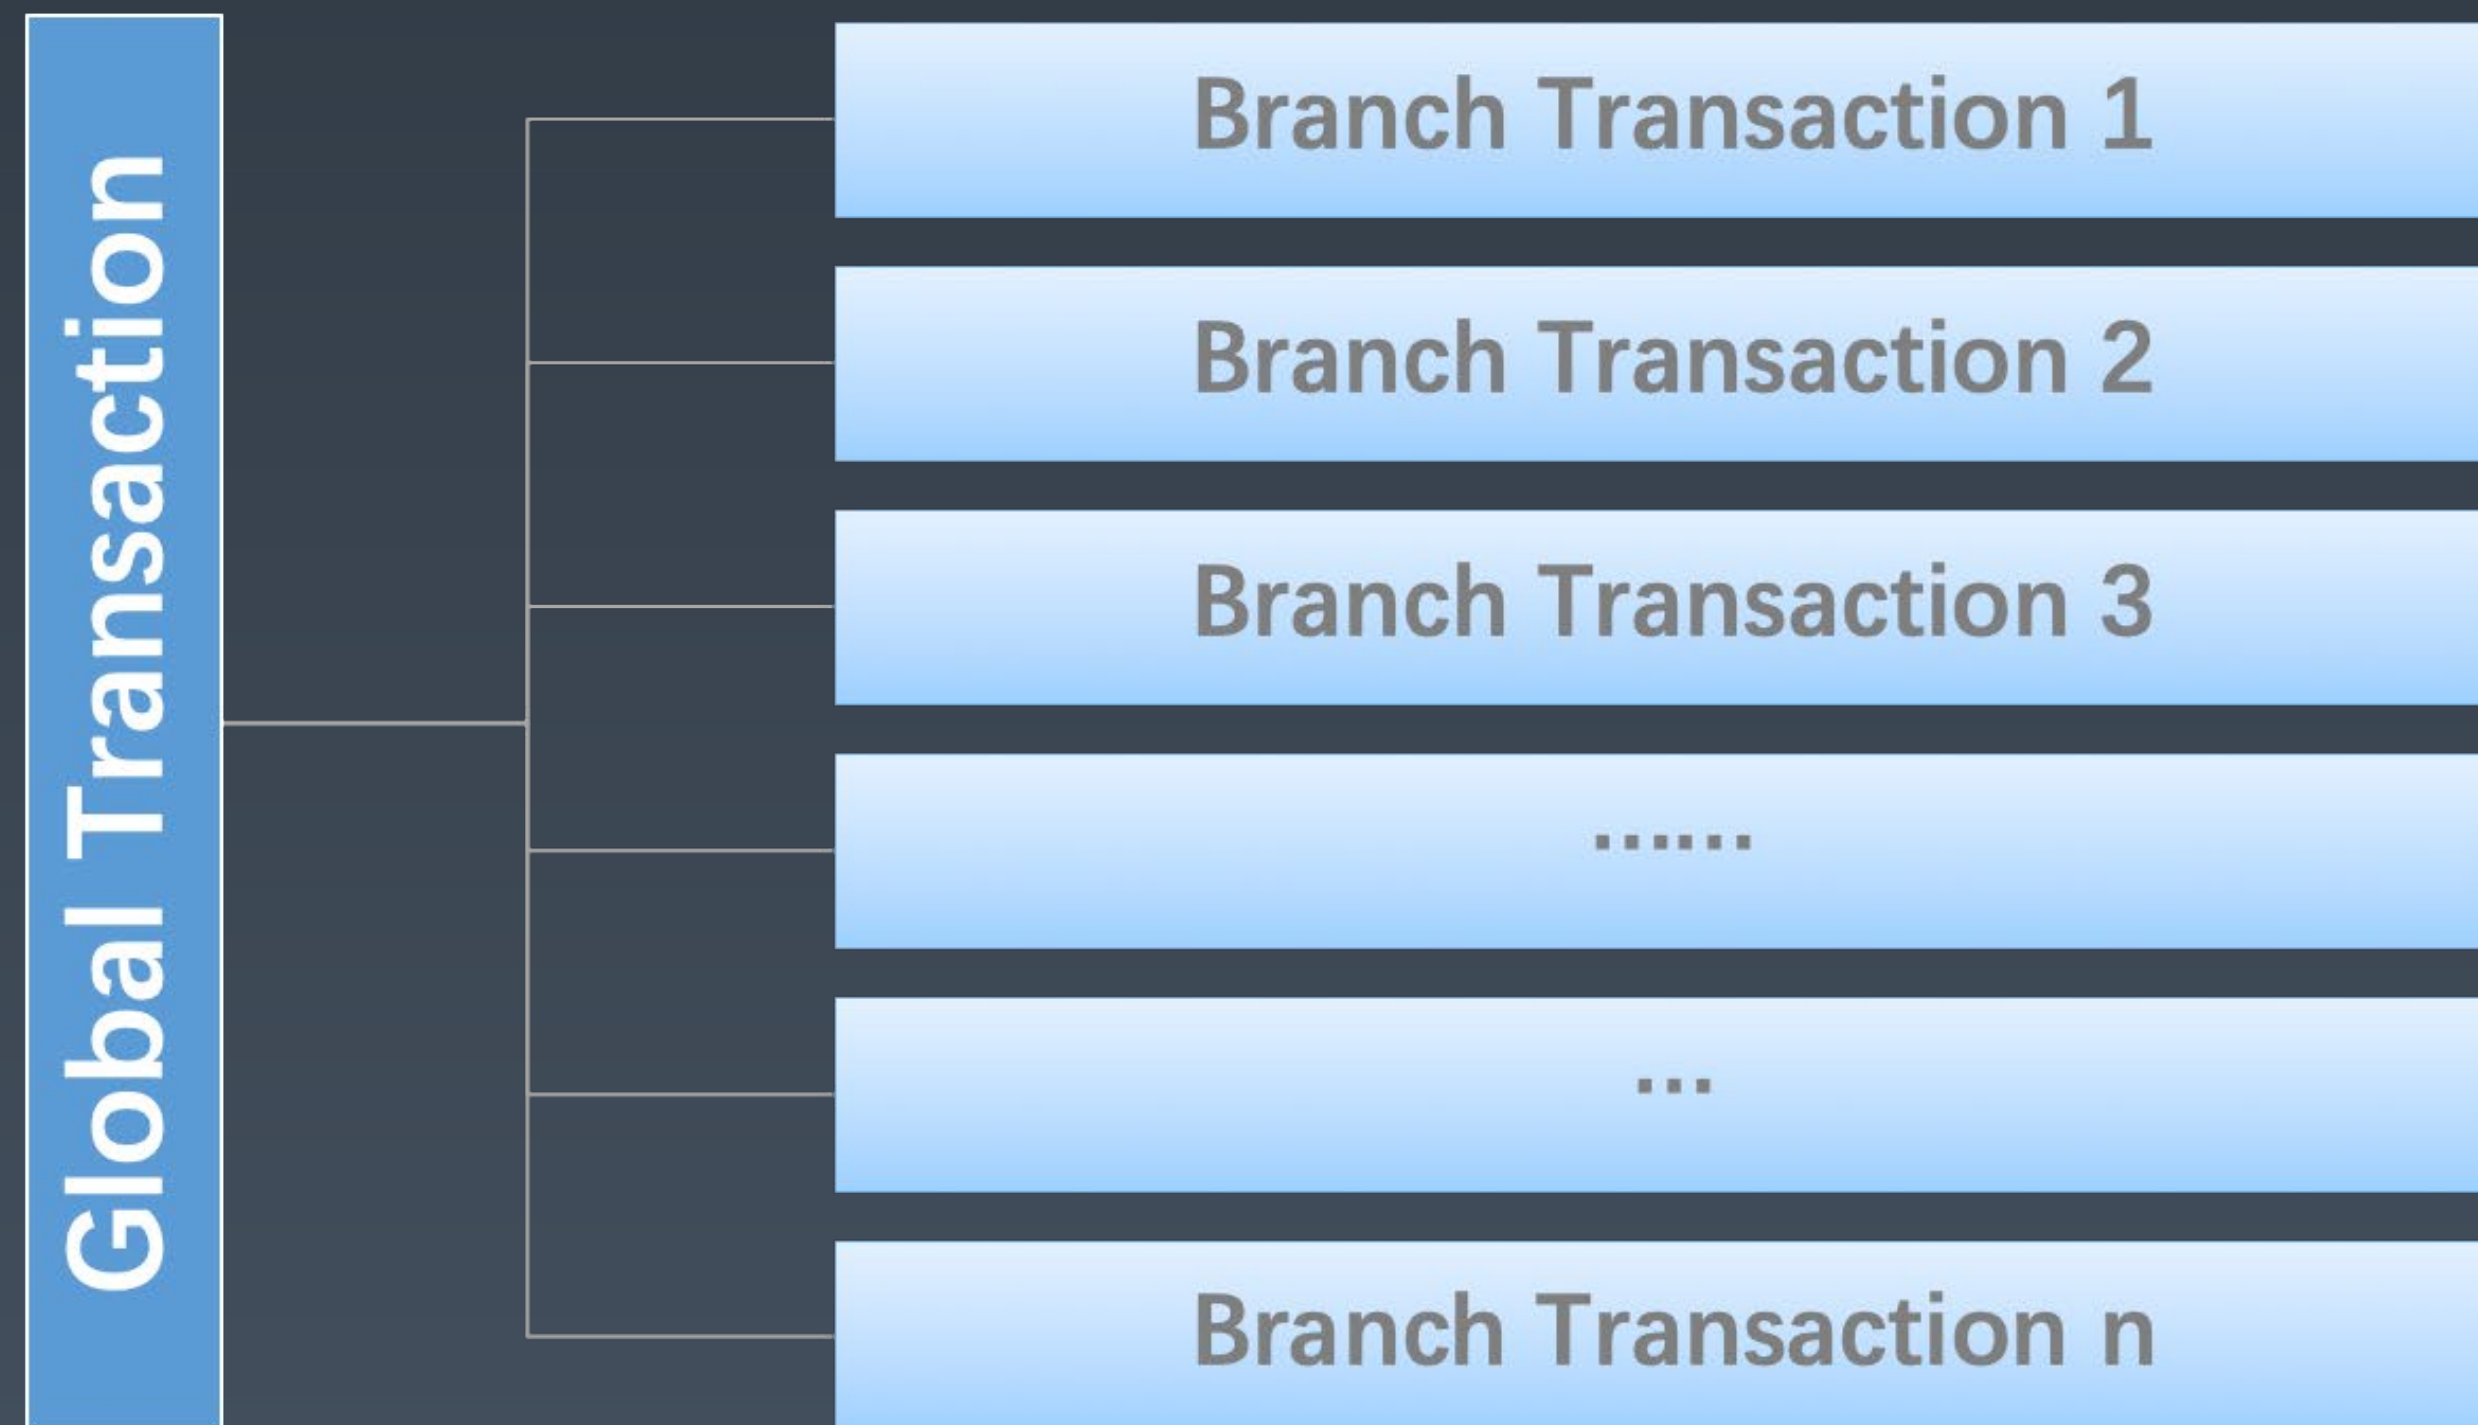 Global Transaction
Branch Transaction 1
Branch Transaction 2
Branch Transaction 3
……
…
Branch Transaction n